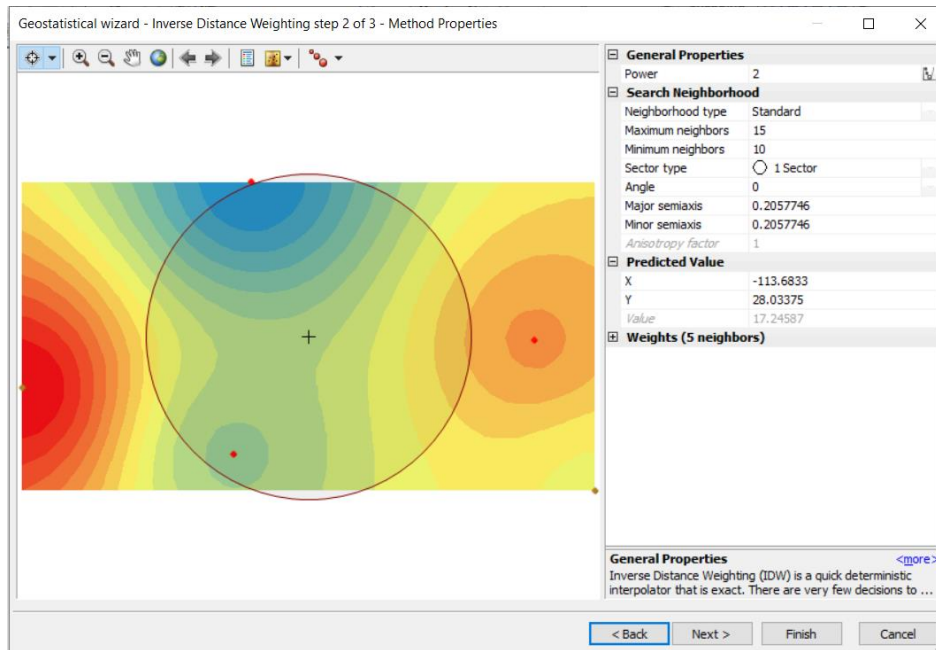 Geostatistical wizard - Inverse Distance Weighting step 2 of 3 - Method Properties
General Properties
Power 2
Search Neighborhood
Neighborhood type Standard
Maximum neighbors 15
Minimum neighbors 10
Sector type 1 Sector
Angle 0
Major semiaxis 0.2057746
Minor semiaxis 0.2057746
Anisotropy factor 1
Predicted Value
X -113.6833
Y 28.03375
Value 17.24587
Weights (5 neighbors)
General Properties <more>
Inverse Distance Weighting (IDW) is a quick deterministic
interpolator that is exact. There are very few decisions to ...
< Back Next > Finish Cancel